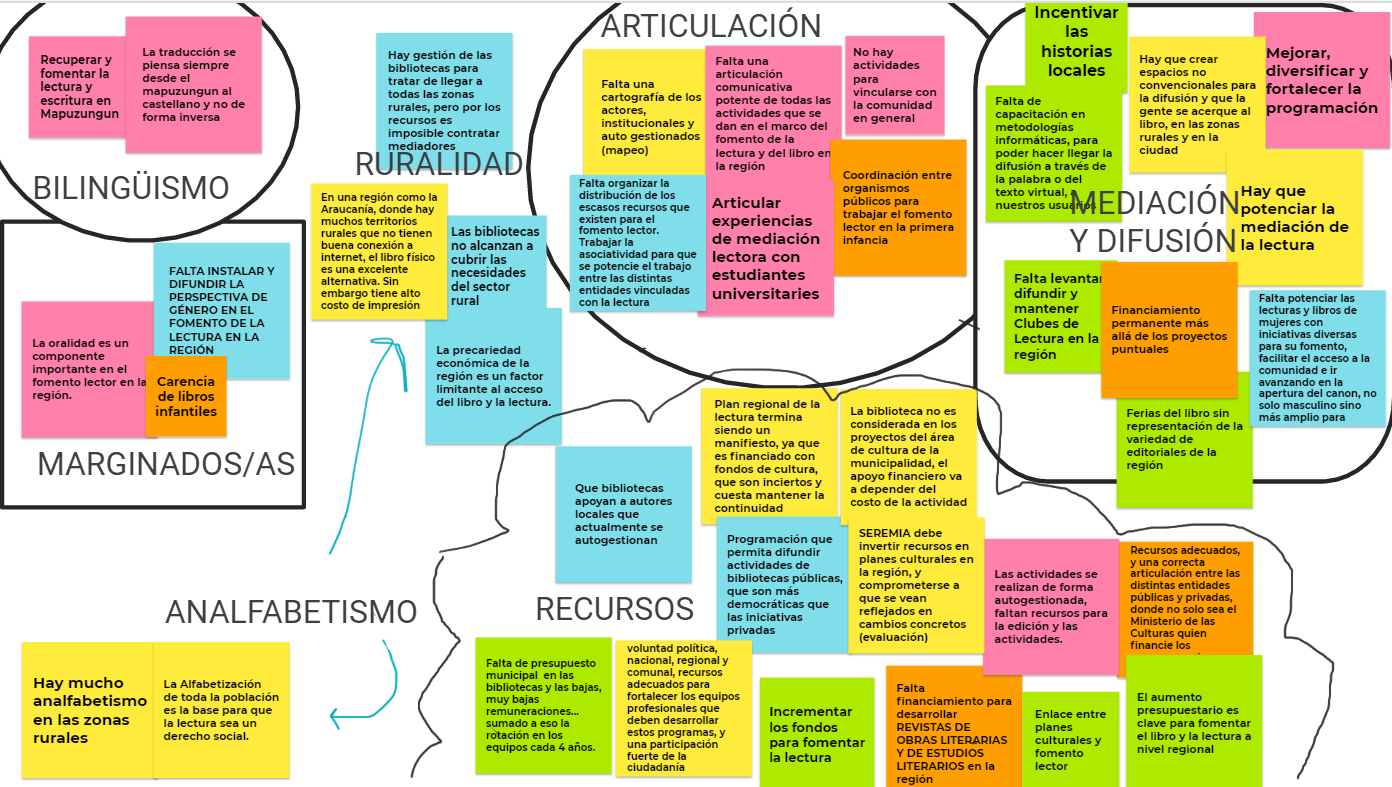 Recuperar y
fomentar la
lectura y
escritura en
Mapuzungun
La traducción se
piensa siempre
desde el
mapuzungun al
castellano y no de
forma inversa
BILINGÜISMO
FALTA INSTALAR Y
DIFUNDIR LA
PERSPECTIVA DE
GÉNERO EN EL
FOMENTO DE LA
LECTURA EN LA
REGIÓN
La oralidad es un
componente
importante en el
fomento lector en la
región.
Carencia
de libros
infantiles
MARGINADOS/AS
Hay gestión de las
bibliotecas para
tratar de llegar a
todas las zonas
rurales, pero por los
recursos es
imposible contratar
mediadores
RURALIDAD
En una región como la
Araucanía, donde hay
muchos territorios
rurales que no tienen
buena conexión a
internet, el libro físico
es una excelente
alternativa. Sin
embargo tiene alto
costo de impresión
Las bibliotecas
no alcanzan a
cubrir las
necesidades
del sector
rural
La precariedad
económica de la
región es un factor
limitante al acceso
del libro y la lectura.
ARTICULACIÓN
Falta una
cartografía de los
actores,
institucionales y
auto gestionados
(mapeo)
Falta una
articulación
comunicativa
potente de todas las
actividades que se
dan en el marco del
fomento de la
lectura y del libro en
la región
No hay
actividades
para
vincularse con
la comunidad
en general
Falta organizar la
distribución de los
escasos recursos que
existen para el
fomento lector.
Trabajar la
asociatividad para que
se potencie el trabajo
entre las distintas
entidades vinculadas
con la lectura
Articular
experiencias
de mediación
lectora con
estudiantes
universitaries
Coordinación entre
organismos
públicos para
trabajar el fomento
lector en la primera
infancia
Incentivar
las
historias
locales
Falta de
capacitación en
metodologías
informáticas, para
poder hacer llegar la
difusión a través de
la palabra o del
texto virtual, a
nuestros usuarios
Hay que crear
espacios no
convencionales para
la difusión y que la
gente se acerque al
libro, en las zonas
rurales y en la
ciudad
Mejorar,
diversificar y
fortalecer la
programación
MEDIACIÓN
Y DIFUSIÓN
Hay que
potenciar la
mediación de
la lectura
Falta levantar
difundir y
mantener
Clubes de
Lectura en la
región
Financiamiento
permanente más
allá de los proyectos
puntuales
Falta potenciar las
lecturas y libros de
mujeres con
iniciativas diversas
para su fomento,
facilitar el acceso a la
comunidad e ir
avanzando en la
apertura del canon, no
solo masculino sino
más amplio para
Ferias del libro sin
representación de la
variedad de
editoriales de la
región
Plan regional de la
lectura termina
siendo un
manifiesto, ya que
es financiado con
fondos de cultura,
que son inciertos y
cuesta mantener la
continuidad
La biblioteca no es
considerada en los
proyectos del área
de cultura de la
municipalidad, el
apoyo financiero va
a depender del
costo de la actividad
Que bibliotecas
apoyan a autores
locales que
actualmente se
autogestionan
Programación que
permita difundir
actividades de
bibliotecas públicas,
que son más
democráticas que
las iniciativas
privadas
SEREMIA debe
invertir recursos en
planes culturales en
la región, y
comprometerse a
que se vean
reflejados en
cambios concretos
(evaluación)
Las actividades se
realizan de forma
autogestionada,
faltan recursos para
la edición y las
actividades.
Recursos adecuados,
y una correcta
articulación entre las
distintas entidades
públicas y privadas,
donde no solo sea el
Ministerio de las
Culturas quien
financie los
RECURSOS
ANALFABETISMO
Hay mucho
analfabetismo
en las zonas
rurales
La Alfabetización
de toda la población
es la base para que
la lectura sea un
derecho social.
Falta de presupuesto
municipal en las
bibliotecas y las bajas,
muy bajas
remuneraciones...
sumado a eso la
rotación en los
equipos cada 4 años.
voluntad política,
nacional, regional y
comunal, recursos
adecuados para
fortalecer los equipos
profesionales que
deben desarrollar
estos programas, y
una participación
fuerte de la
ciudadanía
Incrementar
los fondos
para fomentar
la lectura
Falta
financiamiento para
desarrollar
REVISTAS DE
OBRAS LITERARIAS
Y DE ESTUDIOS
LITERARIOS en la
región
Enlace entre
planes
culturales y
fomento
lector
El aumento
presupuestario es
clave para fomentar
el libro y la lectura a
nivel regional